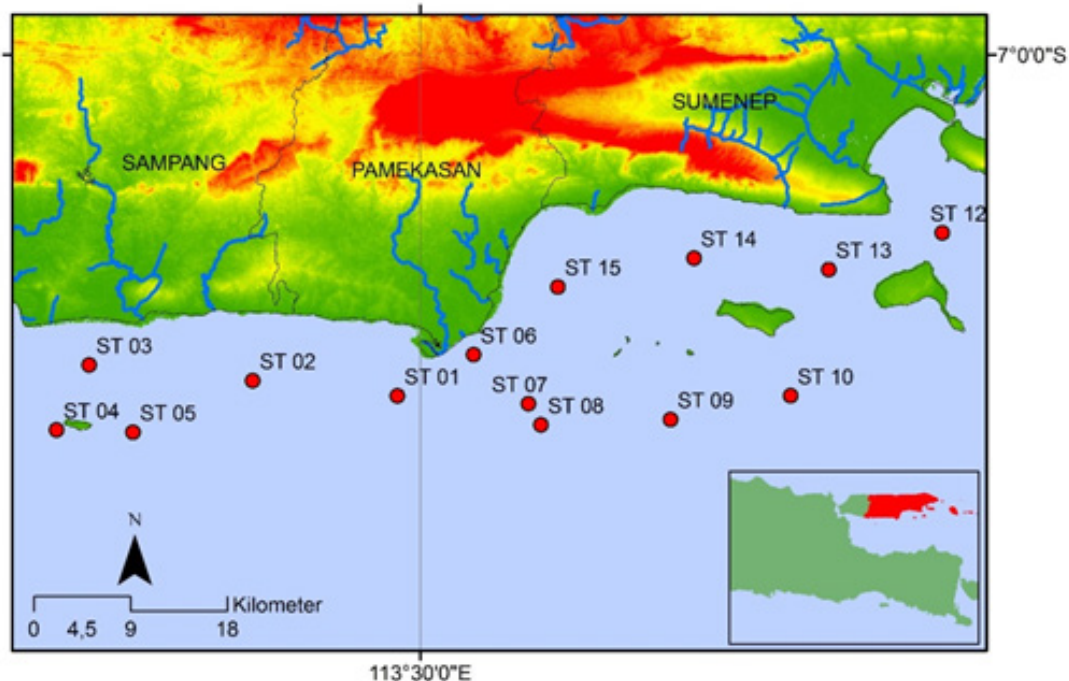 7°0'0"S
SUMENEP
SAMPANG
PAMEKASAN
ST 12
ST 14
ST 13
ST 15
ST 06
ST 03
ST 02
ST 01
ST 07
ST 10
ST 04
ST 05
ST 08
ST 09
N
Kilometer
0 4,5 9 18
113°30'0"E